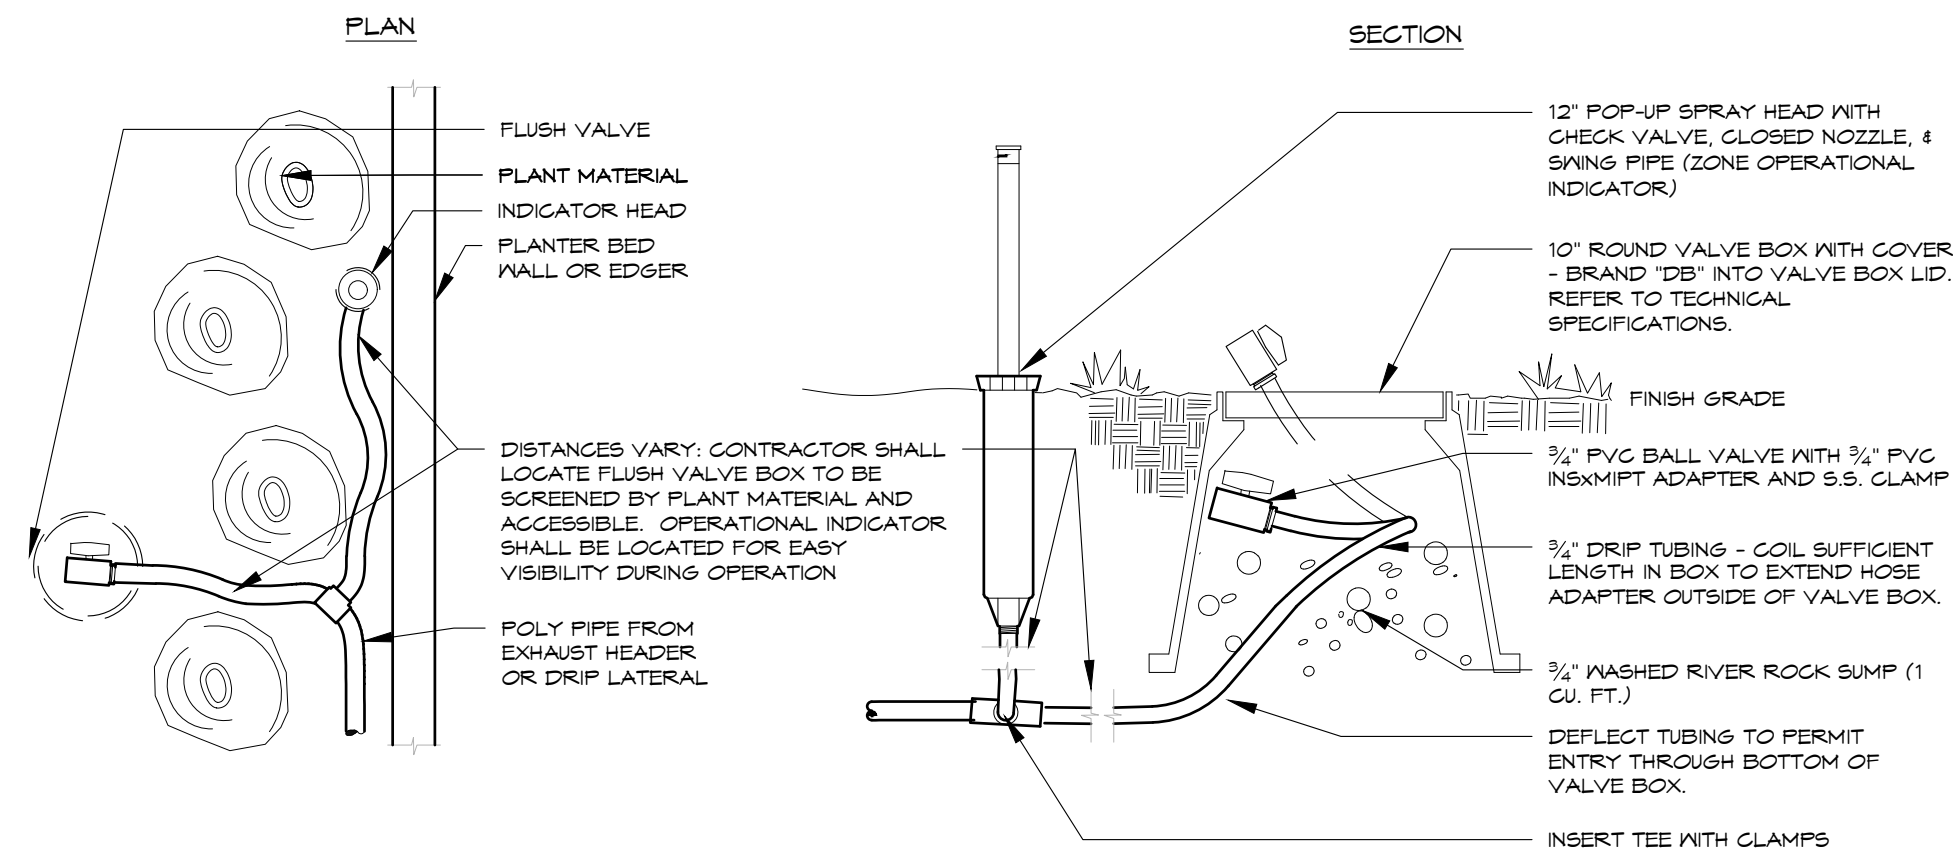 PLAN
FLUSH VALVE
PLANT MATERIAL
INDICATOR HEAD
PLANTER BED
WALL OR EDGER
DISTANCES VARY: CONTRACTOR SHALL
LOCATE FLUSH VALVE BOX TO BE
SCREENED BY PLANT MATERIAL AND
ACCESSIBLE. OPERATIONAL INDICATOR
SHALL BE LOCATED FOR EASY
VISIBILITY DURING OPERATION
POLY PIPE FROM
EXHAUST HEADER
OR DRIP LATERAL
SECTION
12" POP-UP SPRAY HEAD WITH
CHECK VALVE, CLOSED NOZZLE, &
SWING PIPE (ZONE OPERATIONAL
INDICATOR)
10" ROUND VALVE BOX WITH COVER
- BRAND "DB" INTO VALVE BOX LID.
REFER TO TECHNICAL
SPECIFICATIONS.
FINISH GRADE
3/4" PVC BALL VALVE WITH 3/4" PVC
INSxMIPT ADAPTER AND S.S. CLAMP
3/4" DRIP TUBING - COIL SUFFICIENT
LENGTH IN BOX TO EXTEND HOSE
ADAPTER OUTSIDE OF VALVE BOX.
3/4" WASHED RIVER ROCK SUMP (1
CU. FT.)
DEFLECT TUBING TO PERMIT
ENTRY THROUGH BOTTOM OF
VALVE BOX.
INSERT TEE WITH CLAMPS